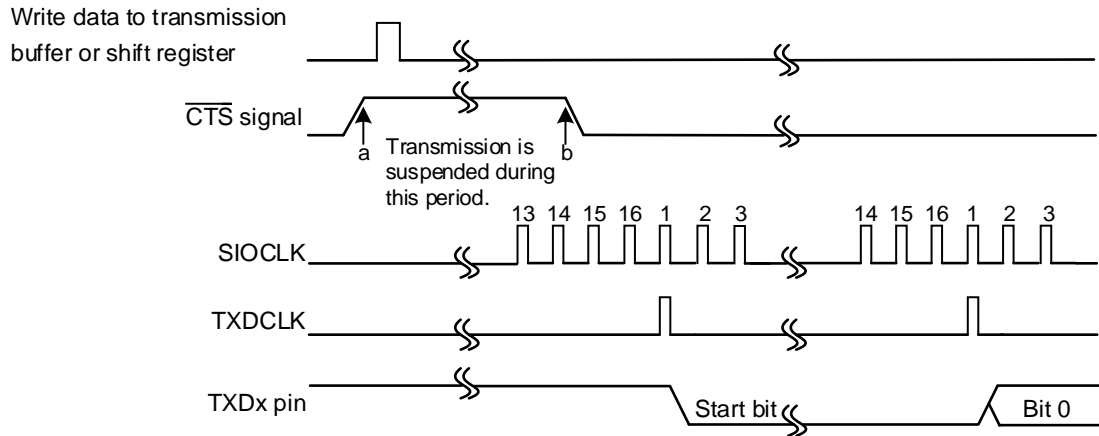 Write data to transmission
buffer or shift register
CTS signal
a
Transmission is
suspended during
this period.
b
13 14 15 16 1 2 3
14 15 16 1 2 3
SIOCLK
TXDCLK
TXDx pin
Start bit
Bit 0